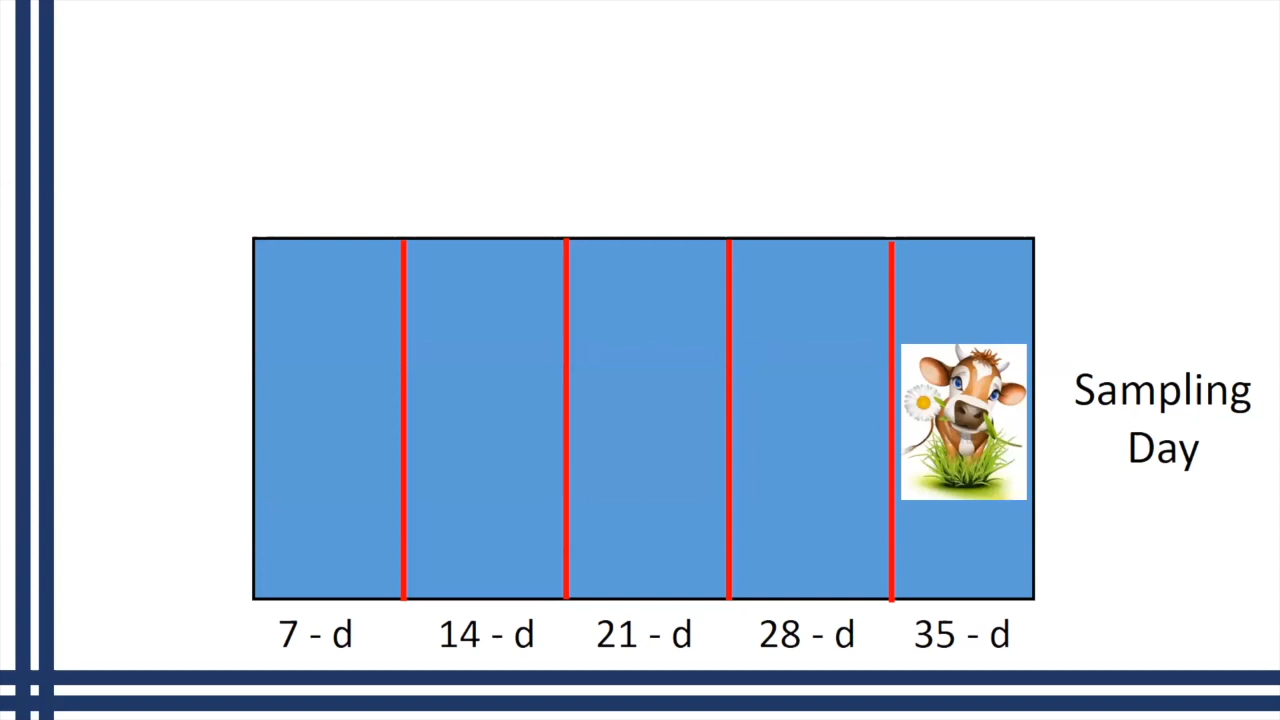 Sampling
Day
7 - d
14 - d
21 - d
28 - d
35 - d